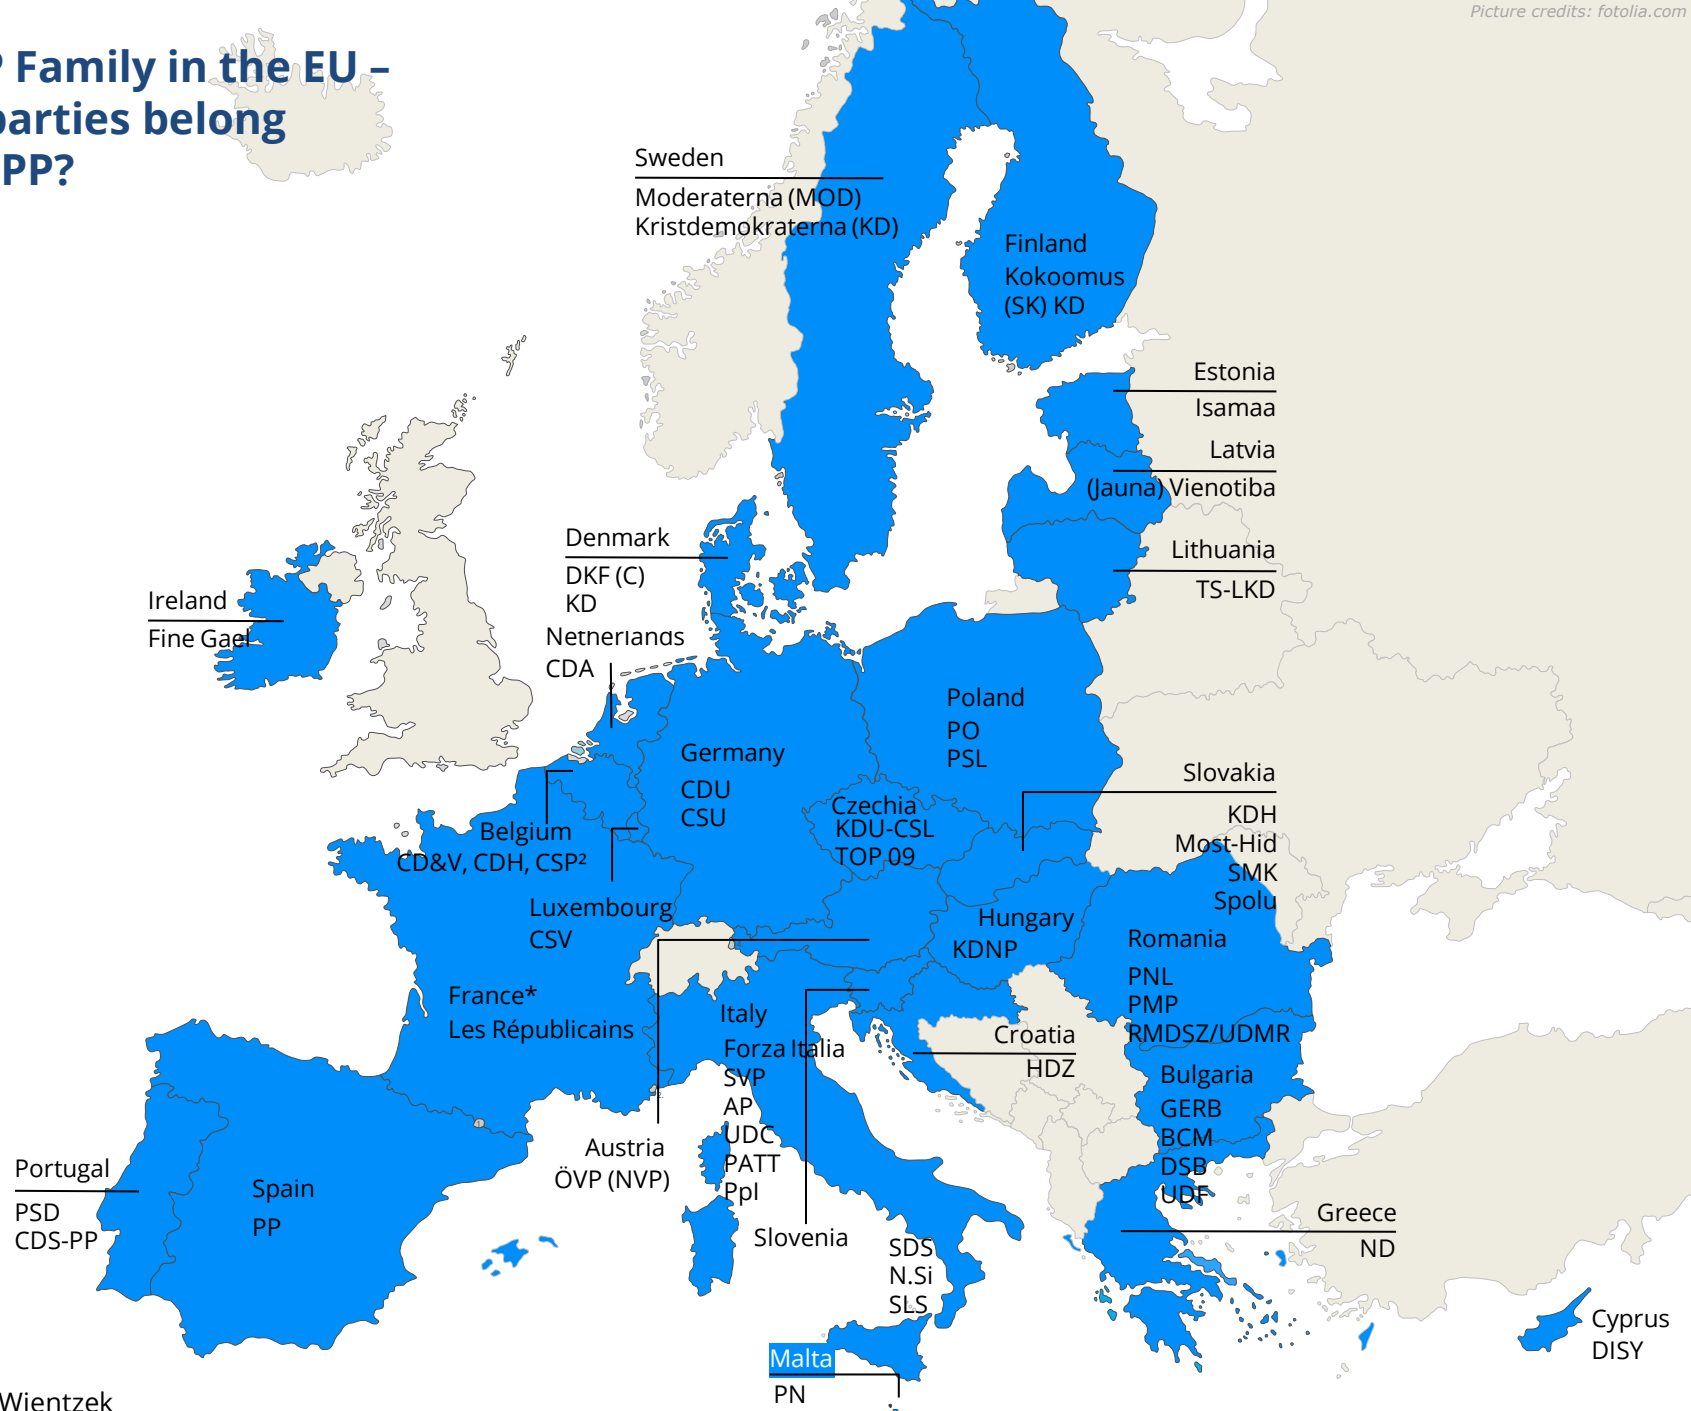 Picture credits: fotolia.com
P Family in the EU –
parties belong
PP?
Sweden
Moderaterna (MOD)
Kristdemokraterna (KD)
Finland
Kokoomus
(SK) KD
Estonia
Isamaa
Latvia
(Jauna) Vienotiba
Lithuania
TS-LKD
Denmark
DKF (C)
KD
Ireland
Fine Gael
Netherlands
CDA
Poland
PO
PSL
Germany
CDU
CSU
Slovakia
KDH
Most-Hid
SMK
Spolu
Czechia
KDU-CSL
TOP 09
Belgium
CD&V, CDH, CSP²
Luxembourg
CSV
Hungary
KDNP
Romania
PNL
PMP
RMDSZ/UDMR
France*
Les Républicains
Italy
Forza Italia
SVP
AP
UDC
PATT
Ppl
Croatia
HDZ
Bulgaria
GERB
BCM
DSB
UDF
Austria
ÖVP (NVP)
Portugal
PSD
CDS-PP
Spain
PP
Slovenia
SDS
N.Si
SLS
Greece
ND
Cyprus
DISY
Malta
PN
Wientzek